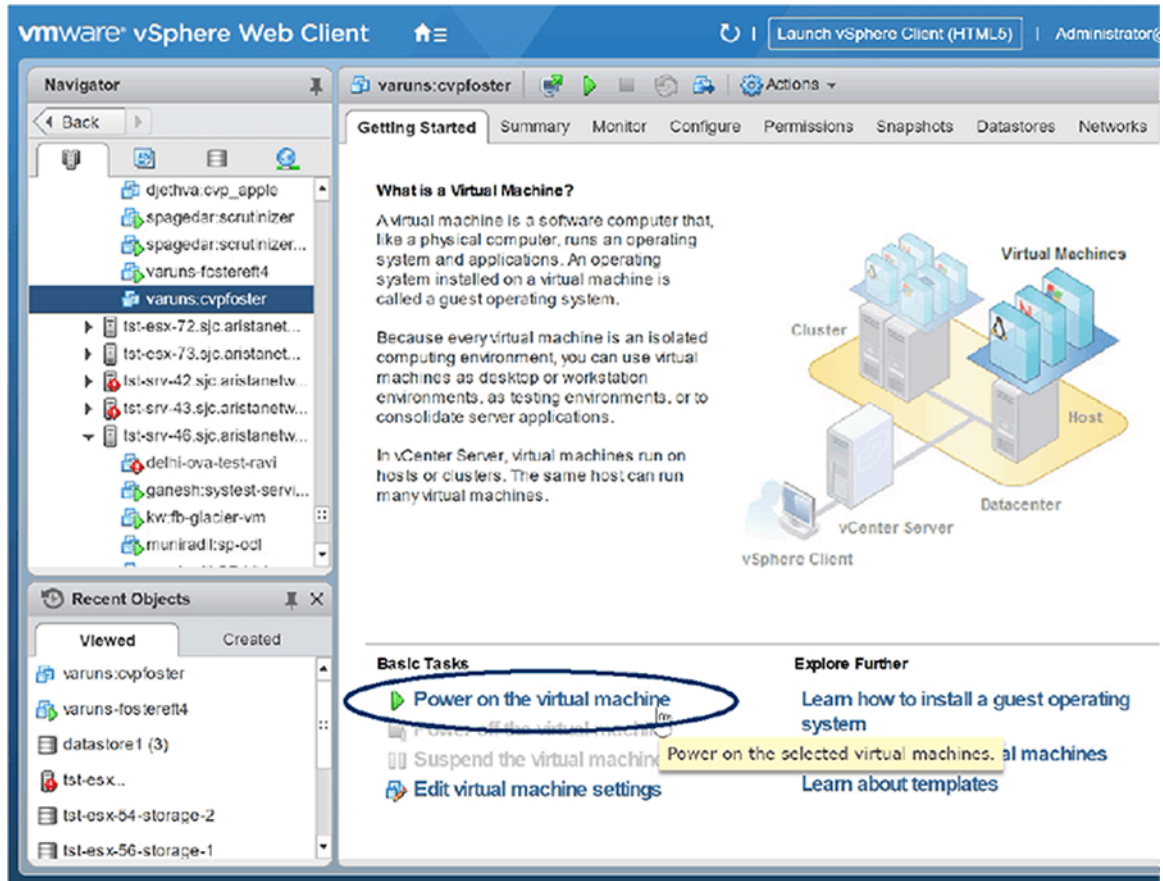 vmware® vSphere Web Client
Launch vSphere Client (HTML5)
Administrator@
Navigator
Back
djethva:cvp_apple
spagedar:scrutinizer
spagedar:scrutinizer...
varuns-fostereft4
varuns:cvpfoster
tst-esx-72.sjc.aristanet...
tst-esx-73.sjc.aristanet...
tst-srv-42.sjc.aristanetw...
tst-srv-43.sjc.aristanetw...
tst-srv-46.sjc.aristanetw...
delhi-ova-test-ravi
ganesh:systest-servi...
kw:fb-glacier-vm
muniradil:sp-odl
Recent Objects
Viewed
Created
varuns:cvpfoster
varuns-fostereft4
datastore1 (3)
tst-esx...
tst-esx-54-storage-2
tst-esx-56-storage-1
varuns:cvpfoster
Actions
Getting Started
Summary
Monitor
Configure
Permissions
Snapshots
Datastores
Networks
What is a Virtual Machine?
A virtual machine is a software computer that,
like a physical computer, runs an operating
system and applications. An operating
system installed on a virtual machine is
called a guest operating system.
Because every virtual machine is an isolated
computing environment, you can use virtual
machines as desktop or workstation
environments, as testing environments, or to
consolidate server applications.
In vCenter Server, virtual machines run on
hosts or clusters. The same host can run
many virtual machines.
Virtual Machines
Cluster
Host
Datacenter
vCenter Server
vSphere Client
Basic Tasks
Power on the virtual machine
Power off the virtual machine
Suspend the virtual machine
Edit virtual machine settings
Power on the selected virtual machines.
Explore Further
Learn how to install a guest operating
system
al machines
Learn about templates